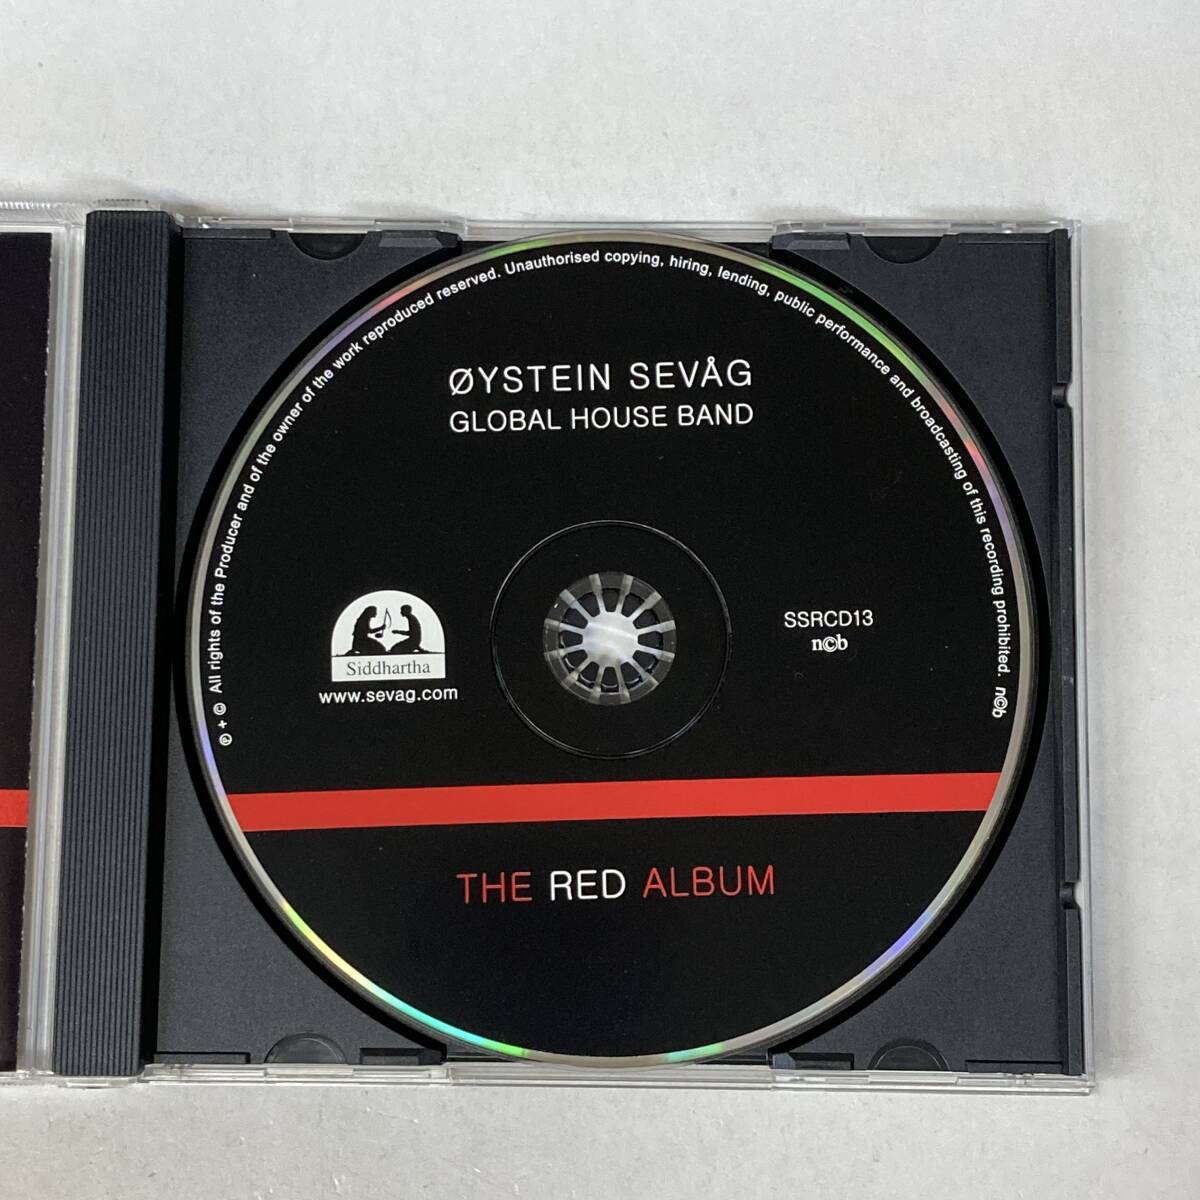 ℗ + © All rights of the Producer and of the owner of the work reproduced reserved. Unauthorised copying, hiring, lending, public performance and broadcasting of this recording prohibited. n©b
ØYSTEIN SEVÅG
GLOBAL HOUSE BAND
Siddhartha
www.sevag.com
SSRCD13
n©b
THE RED ALBUM